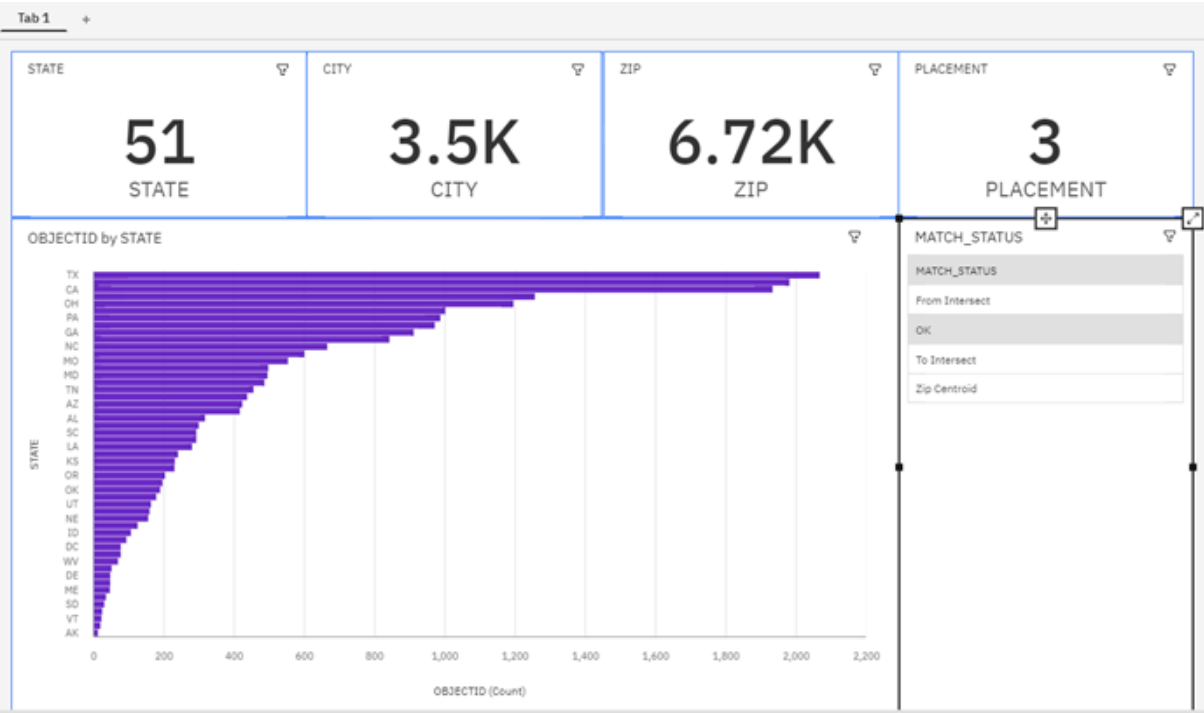 Tab 1 +
STATE
51
STATE
CITY
3.5K
CITY
ZIP
6.72K
ZIP
PLACEMENT
3
PLACEMENT
OBJECTID by STATE
STATE
TX
CA
OH
PA
GA
NC
MO
MD
TN
AZ
AL
SC
LA
KS
OR
OK
UT
NE
ID
DC
WV
DE
ME
SD
VT
AK
0 200 400 600 800 1,000 1,200 1,400 1,600 1,800 2,000 2,200
OBJECTID (Count)
MATCH_STATUS
MATCH_STATUS
From Intersect
OK
To Intersect
Zip Centroid